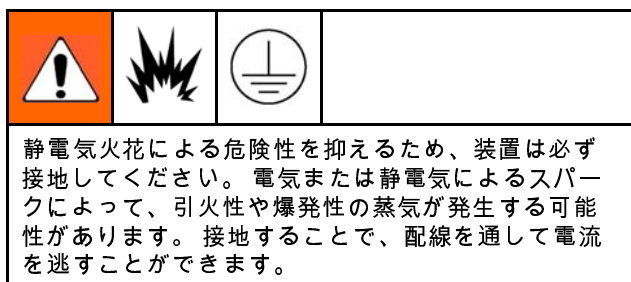 静電気火花による危険性を抑えるため、装置は必ず
接地してください。 電気または静電気によるスパー
クによって、引火性や爆発性の蒸気が発生する可能
性があります。 接地することで、配線を通して電流
を逃すことができます。